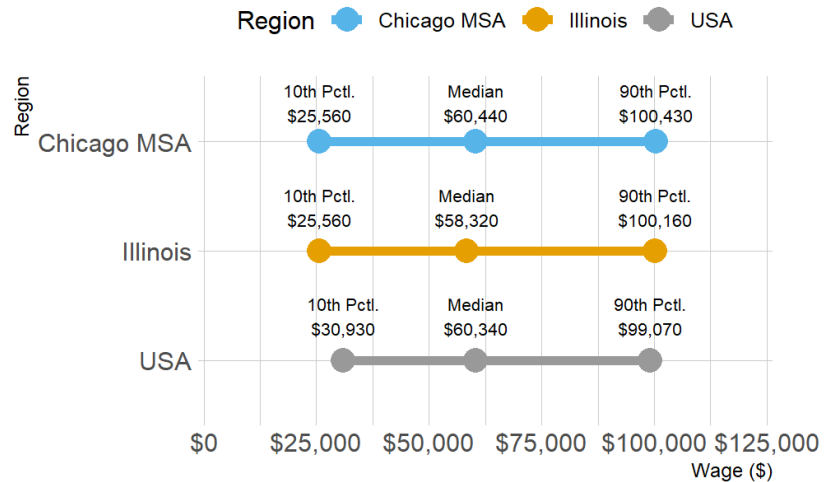 Region Chicago MSA Illinois USA
Region
10th Pctl. Median 90th Pctl.
$25,560 $60,440 $100,430
Chicago MSA
10th Pctl. Median 90th Pctl.
$25,560 $58,320 $100,160
Illinois
10th Pctl. Median 90th Pctl.
$30,930 $60,340 $99,070
USA
$0 $25,000 $50,000 $75,000 $100,000 $125,000
Wage ($)